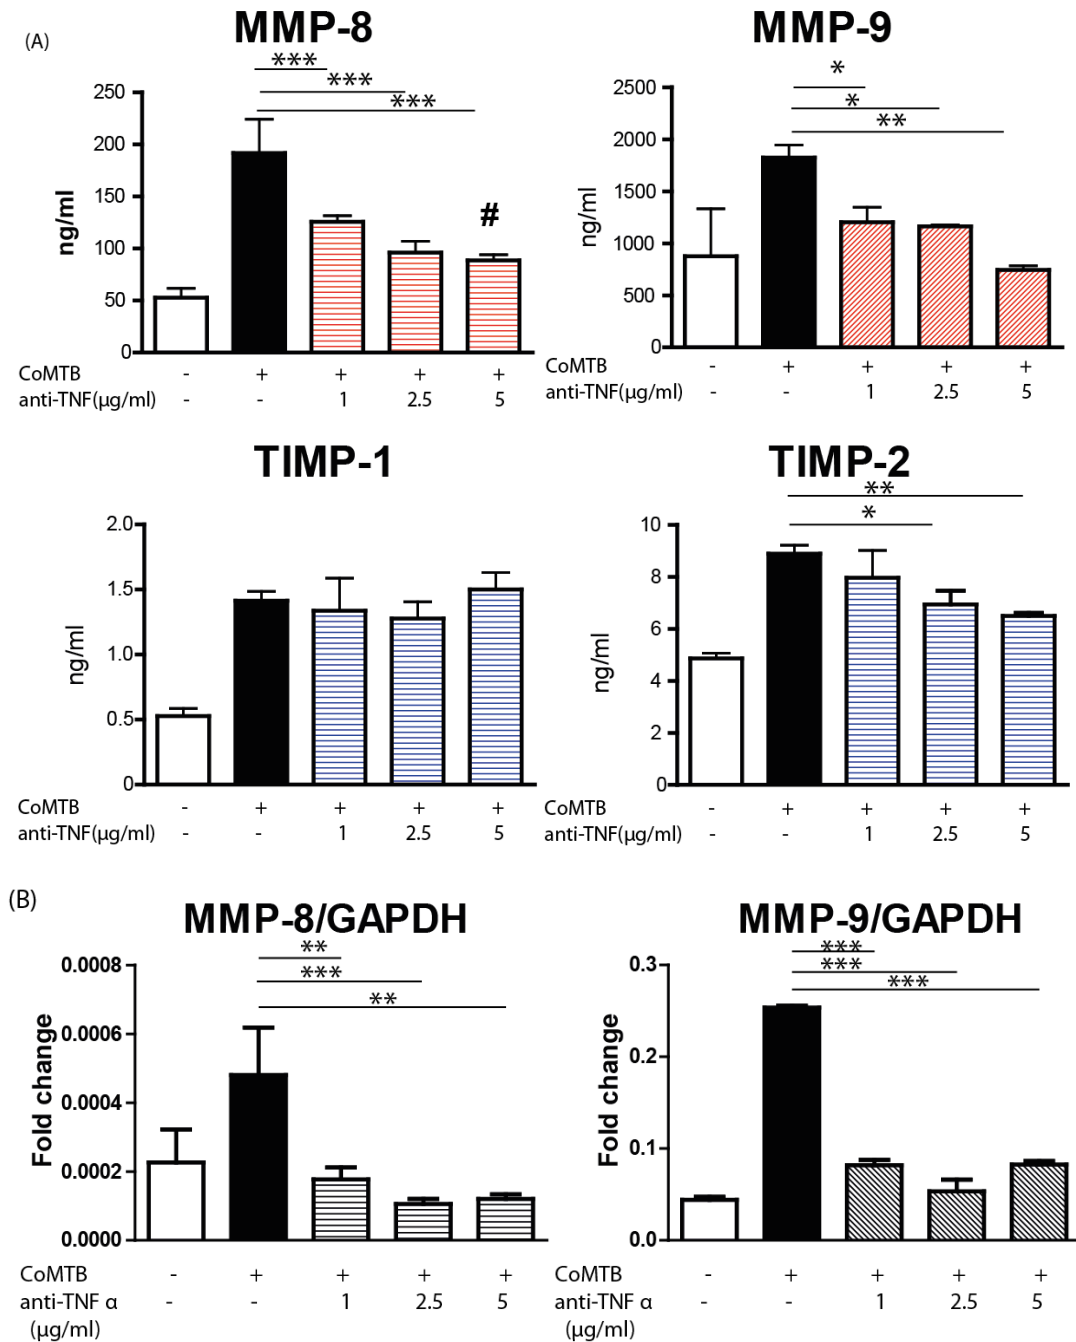 (A)
MMP-8
MMP-9
***
***
***
*
*
**
250
200
150
100
50
0
ng/ml
#
2500
2000
1500
1000
500
0
ng/ml
CoMTB - + + + +
anti-TNF(µg/ml) - - 1 2.5 5
CoMTB - + + + +
anti-TNF(µg/ml) - - 1 2.5 5
TIMP-1
TIMP-2
**
*
2.0
1.5
1.0
0.5
0
ng/ml
10
8
6
4
2
0
ng/ml
CoMTB - + + + +
anti-TNF(µg/ml) - - 1 2.5 5
CoMTB - + + + +
anti-TNF(µg/ml) - - 1 2.5 5
(B)
MMP-8/GAPDH
MMP-9/GAPDH
**
***
**
***
***
***
0.0008
0.0006
0.0004
0.0002
0.0000
Fold change
0.3
0.2
0.1
0.0
Fold change
CoMTB - + + + +
anti-TNF α - - 1 2.5 5
(µg/ml)
CoMTB - + + + +
anti-TNF α - - 1 2.5 5
(µg/ml)